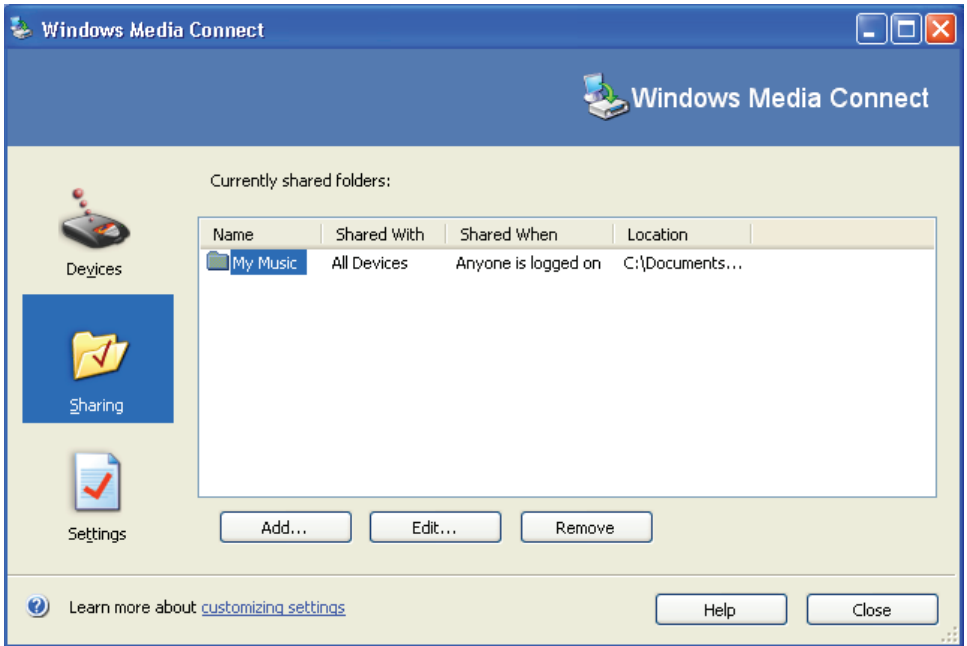 Windows Media Connect
Windows Media Connect
Currently shared folders:
Name Shared With Shared When Location
My Music All Devices Anyone is logged on C:\Documents...
Devices
Sharing
Settings
Add... Edit... Remove
Learn more about customizing settings
Help Close